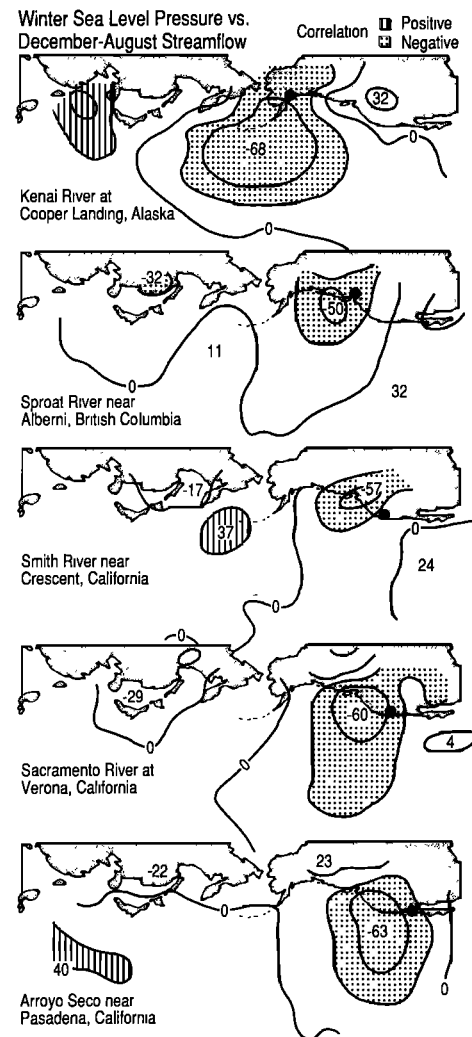 Winter Sea Level Pressure vs.
December-August Streamflow
Correlation Positive
Negative
32
-68
0
0
Kenai River at
Cooper Landing, Alaska
-32
-50
11
0
32
Sproat River near
Alberni, British Columbia
-17
-57
37
0
24
0
Smith River near
Crescent, California
0
-29
-60
0
4
0
Sacramento River at
Verona, California
-22
23
0
-63
40
0
Arroyo Seco near
Pasadena, California